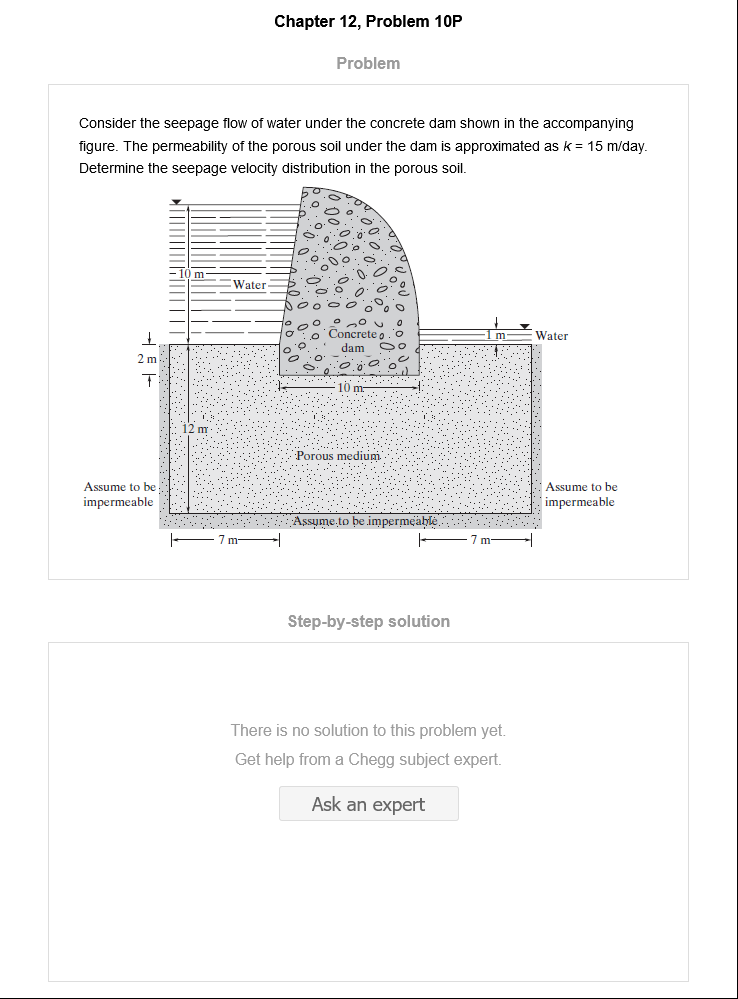 Chapter 12, Problem 10P
Problem
Consider the seepage flow of water under the concrete dam shown in the accompanying
figure. The permeability of the porous soil under the dam is approximated as k = 15 m/day.
Determine the seepage velocity distribution in the porous soil.
10 m
Water
Concrete
dam
1 m
Water
2 m
10 m
12 m
Porous medium
Assume to be
impermeable
Assume to be
impermeable
Assume to be impermeable
7 m
7 m
Step-by-step solution
There is no solution to this problem yet.
Get help from a Chegg subject expert.
Ask an expert